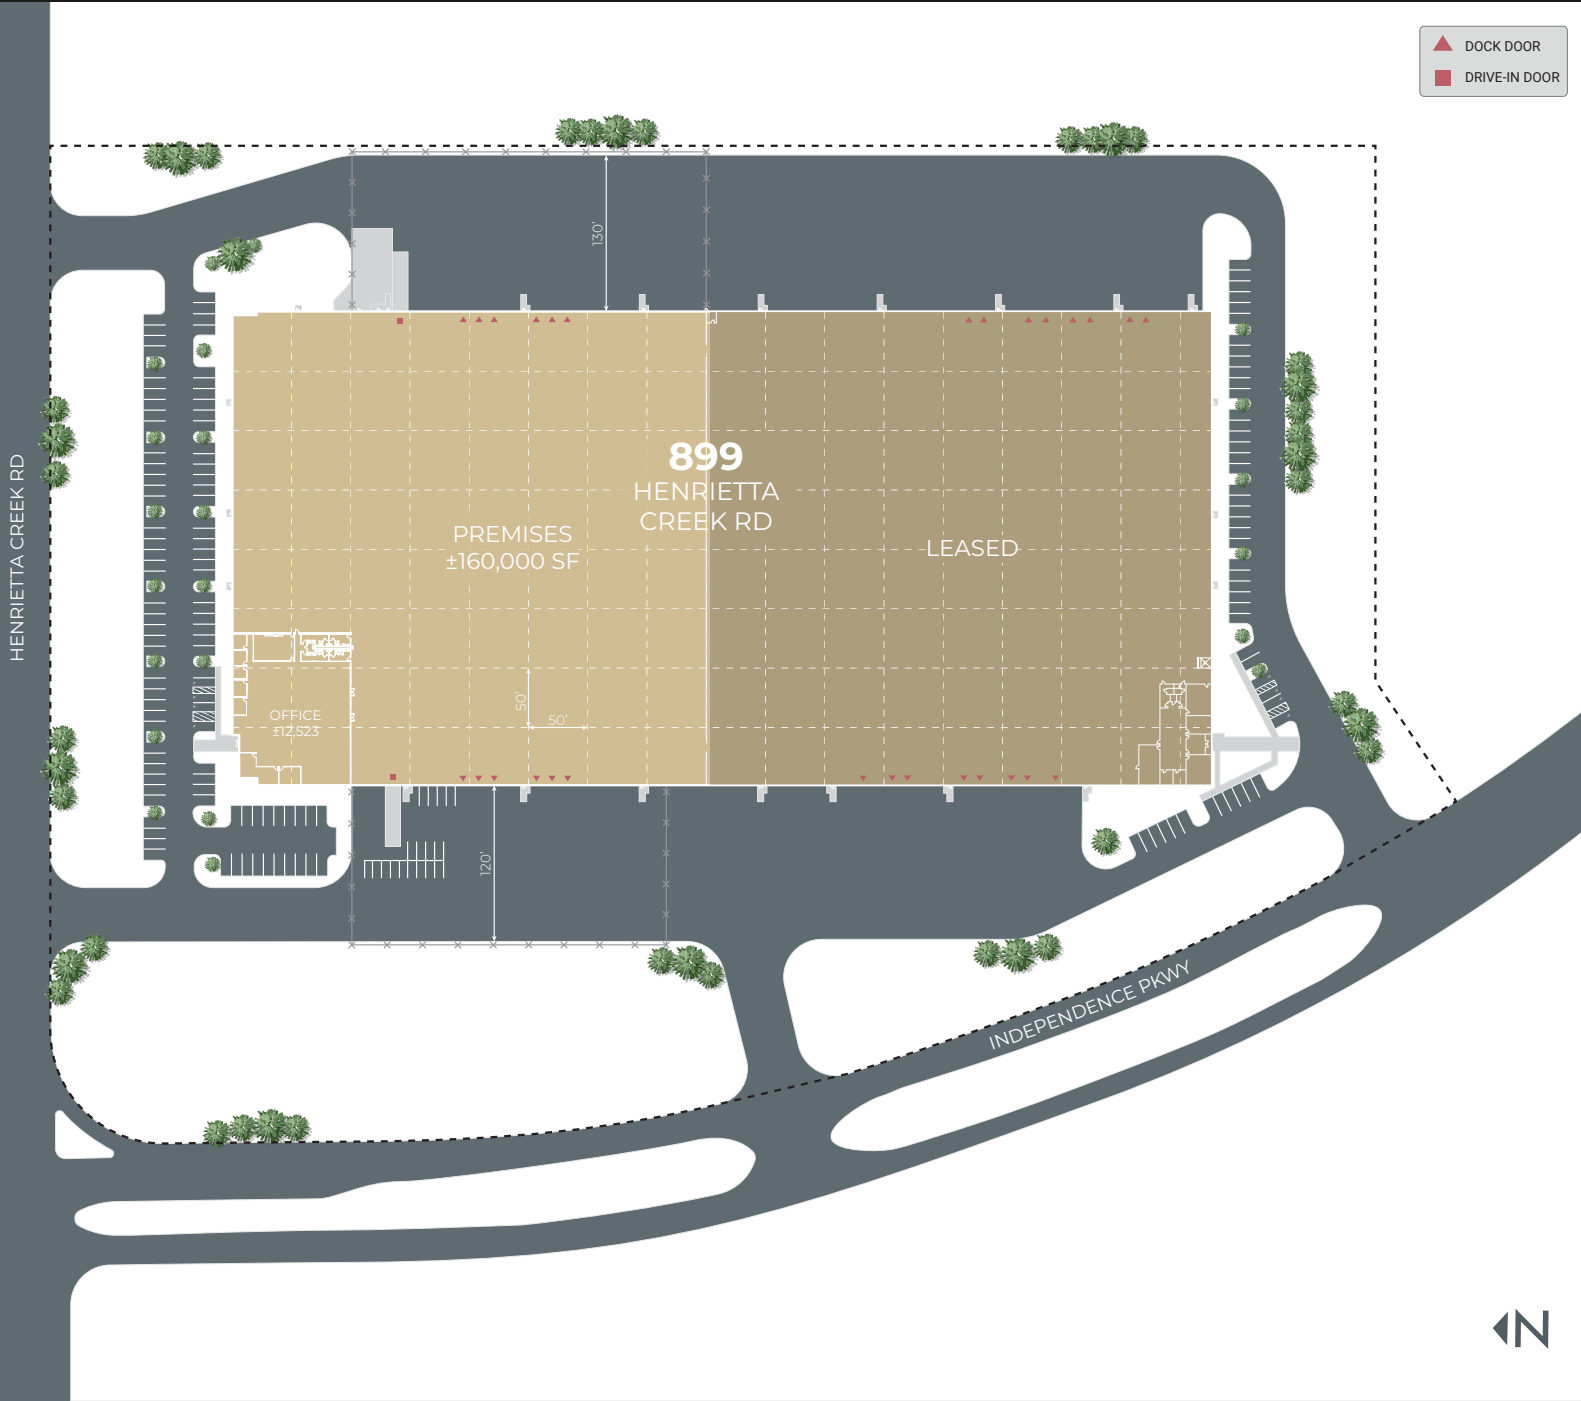 DOCK DOOR
DRIVE-IN DOOR
130'
899
HENRIETTA
CREEK RD
PREMISES
±160,000 SF
LEASED
HENRIETTA CREEK RD
50'
50'
OFFICE
±12,523
120'
INDEPENDENCE PKWY
N